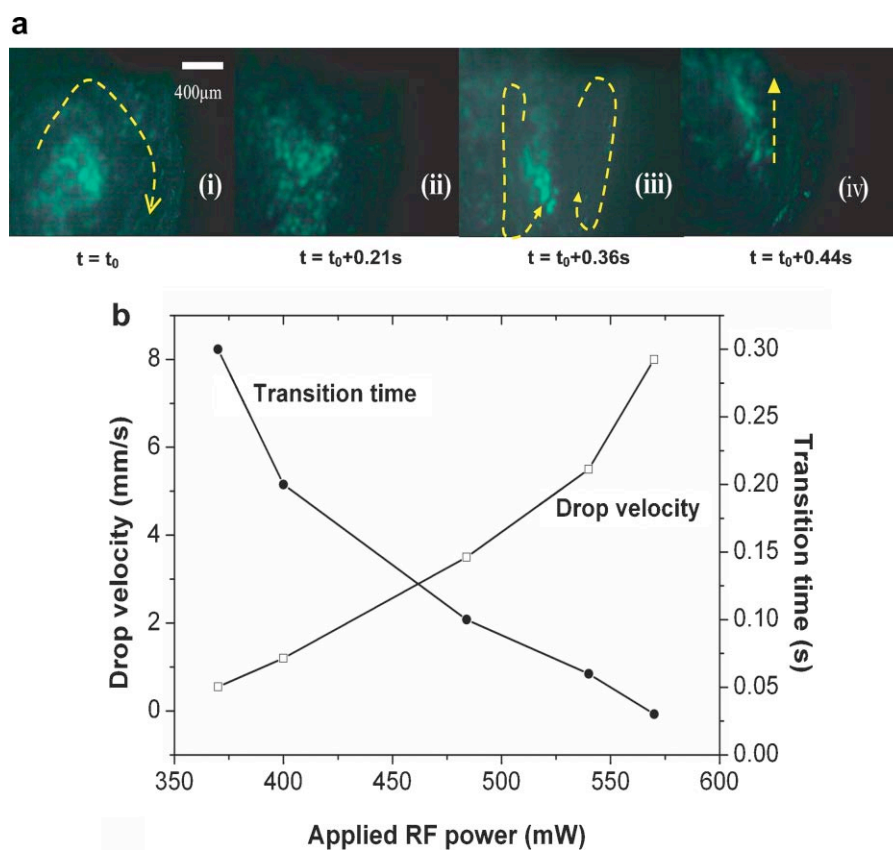 a
400μm
(i)
(ii)
(iii)
(iv)
t = t0
t = t0+0.21s
t = t0+0.36s
t = t0+0.44s
b
8
6
4
2
0
Drop velocity (mm/s)
Transition time
Drop velocity
0.30
0.25
0.20
0.15
0.10
0.05
0.00
Transition time (s)
350
400
450
500
550
600
Applied RF power (mW)